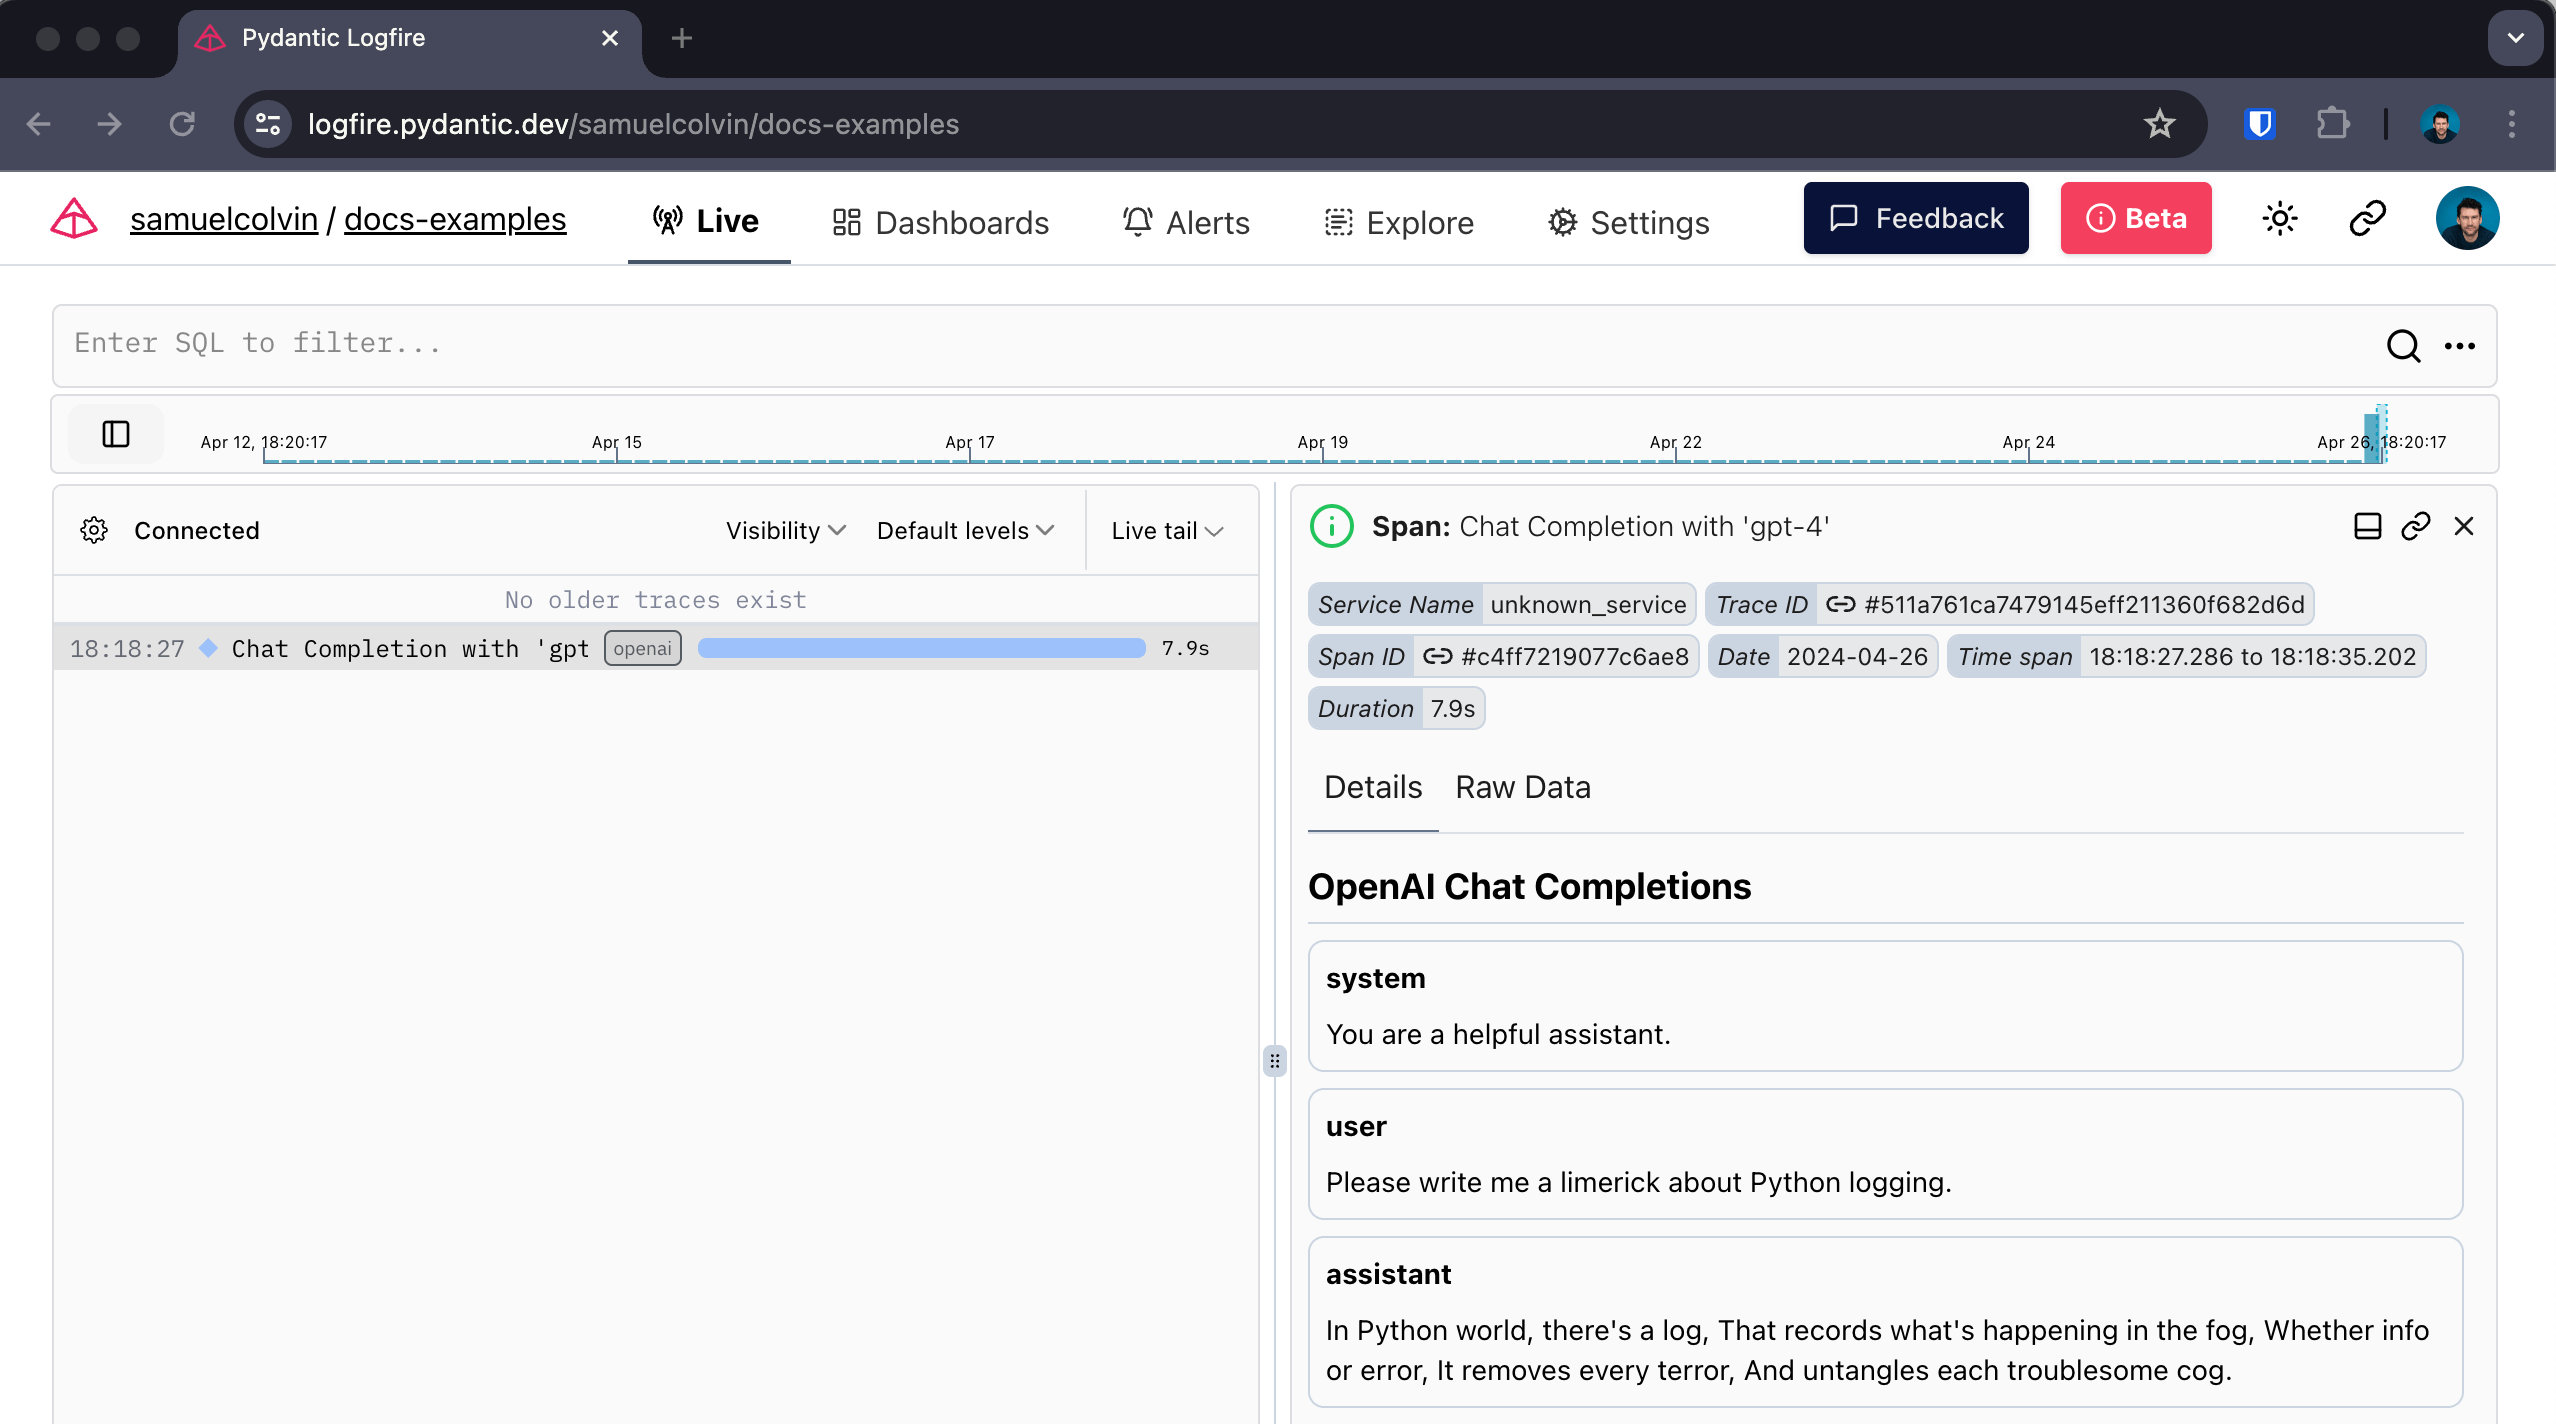 Pydantic Logfire
logfire.pydantic.dev/samuelcolvin/docs-examples
samuelcolvin / docs-examples
Live
Dashboards
Alerts
Explore
Settings
Feedback
Beta
Enter SQL to filter...
Apr 12, 18:20:17
Apr 15
Apr 17
Apr 19
Apr 22
Apr 24
Apr 26, 18:20:17
Connected
Visibility
Default levels
Live tail
No older traces exist
18:18:27 Chat Completion with 'gpt openai 7.9s
Span: Chat Completion with 'gpt-4'
Service Name unknown_service Trace ID #511a761ca7479145eff211360f682d6d
Span ID #c4ff7219077c6ae8 Date 2024-04-26 Time span 18:18:27.286 to 18:18:35.202
Duration 7.9s
Details Raw Data
OpenAI Chat Completions
system
You are a helpful assistant.
user
Please write me a limerick about Python logging.
assistant
In Python world, there's a log, That records what's happening in the fog, Whether info
or error, It removes every terror, And untangles each troublesome cog.